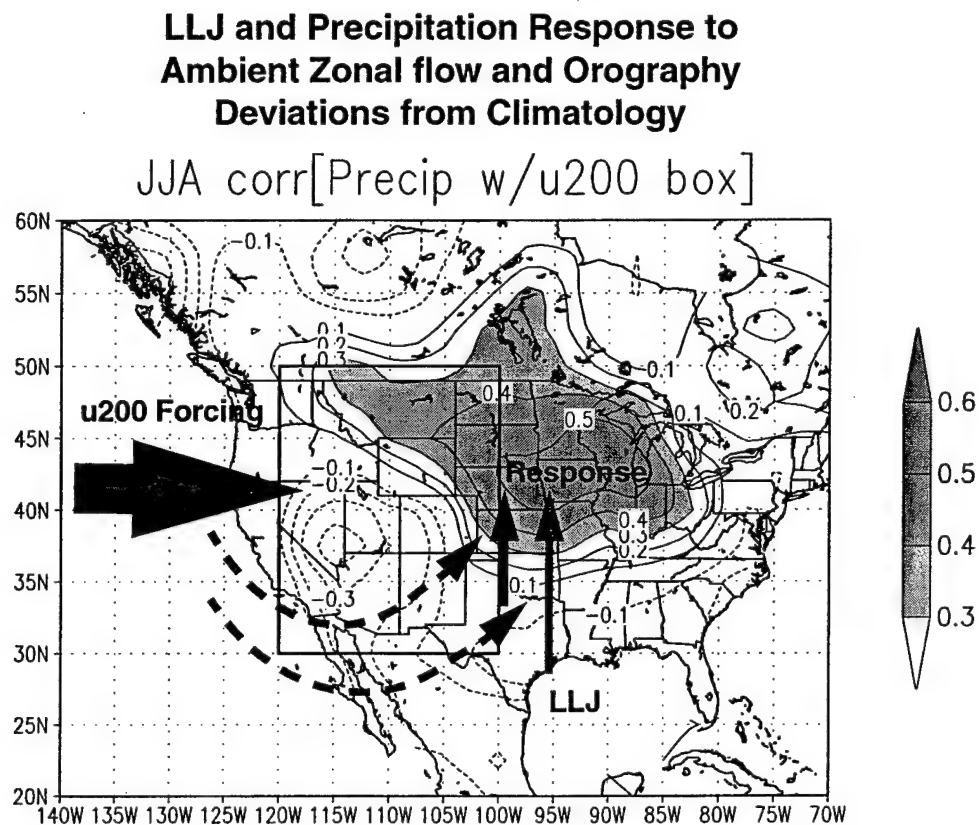 LLJ and Precipitation Response to
Ambient Zonal flow and Orography
Deviations from Climatology
JJA corr[Precip w/u200 box]
60N
55N
50N
45N
40N
35N
30N
25N
20N
140W 135W 130W 125W 120W 115W 110W 105W 100W 95W 90W 85W 80W 75W 70W
-0.1
0.1
0.2
0.3
0.1
0.4
0.1
0.2
u200 Forcing
0.5
-0.1
-0.2
Response
0.4
0.3
0.2
-0.3
0.1
-0.1
LLJ
0.6
0.5
0.4
0.3